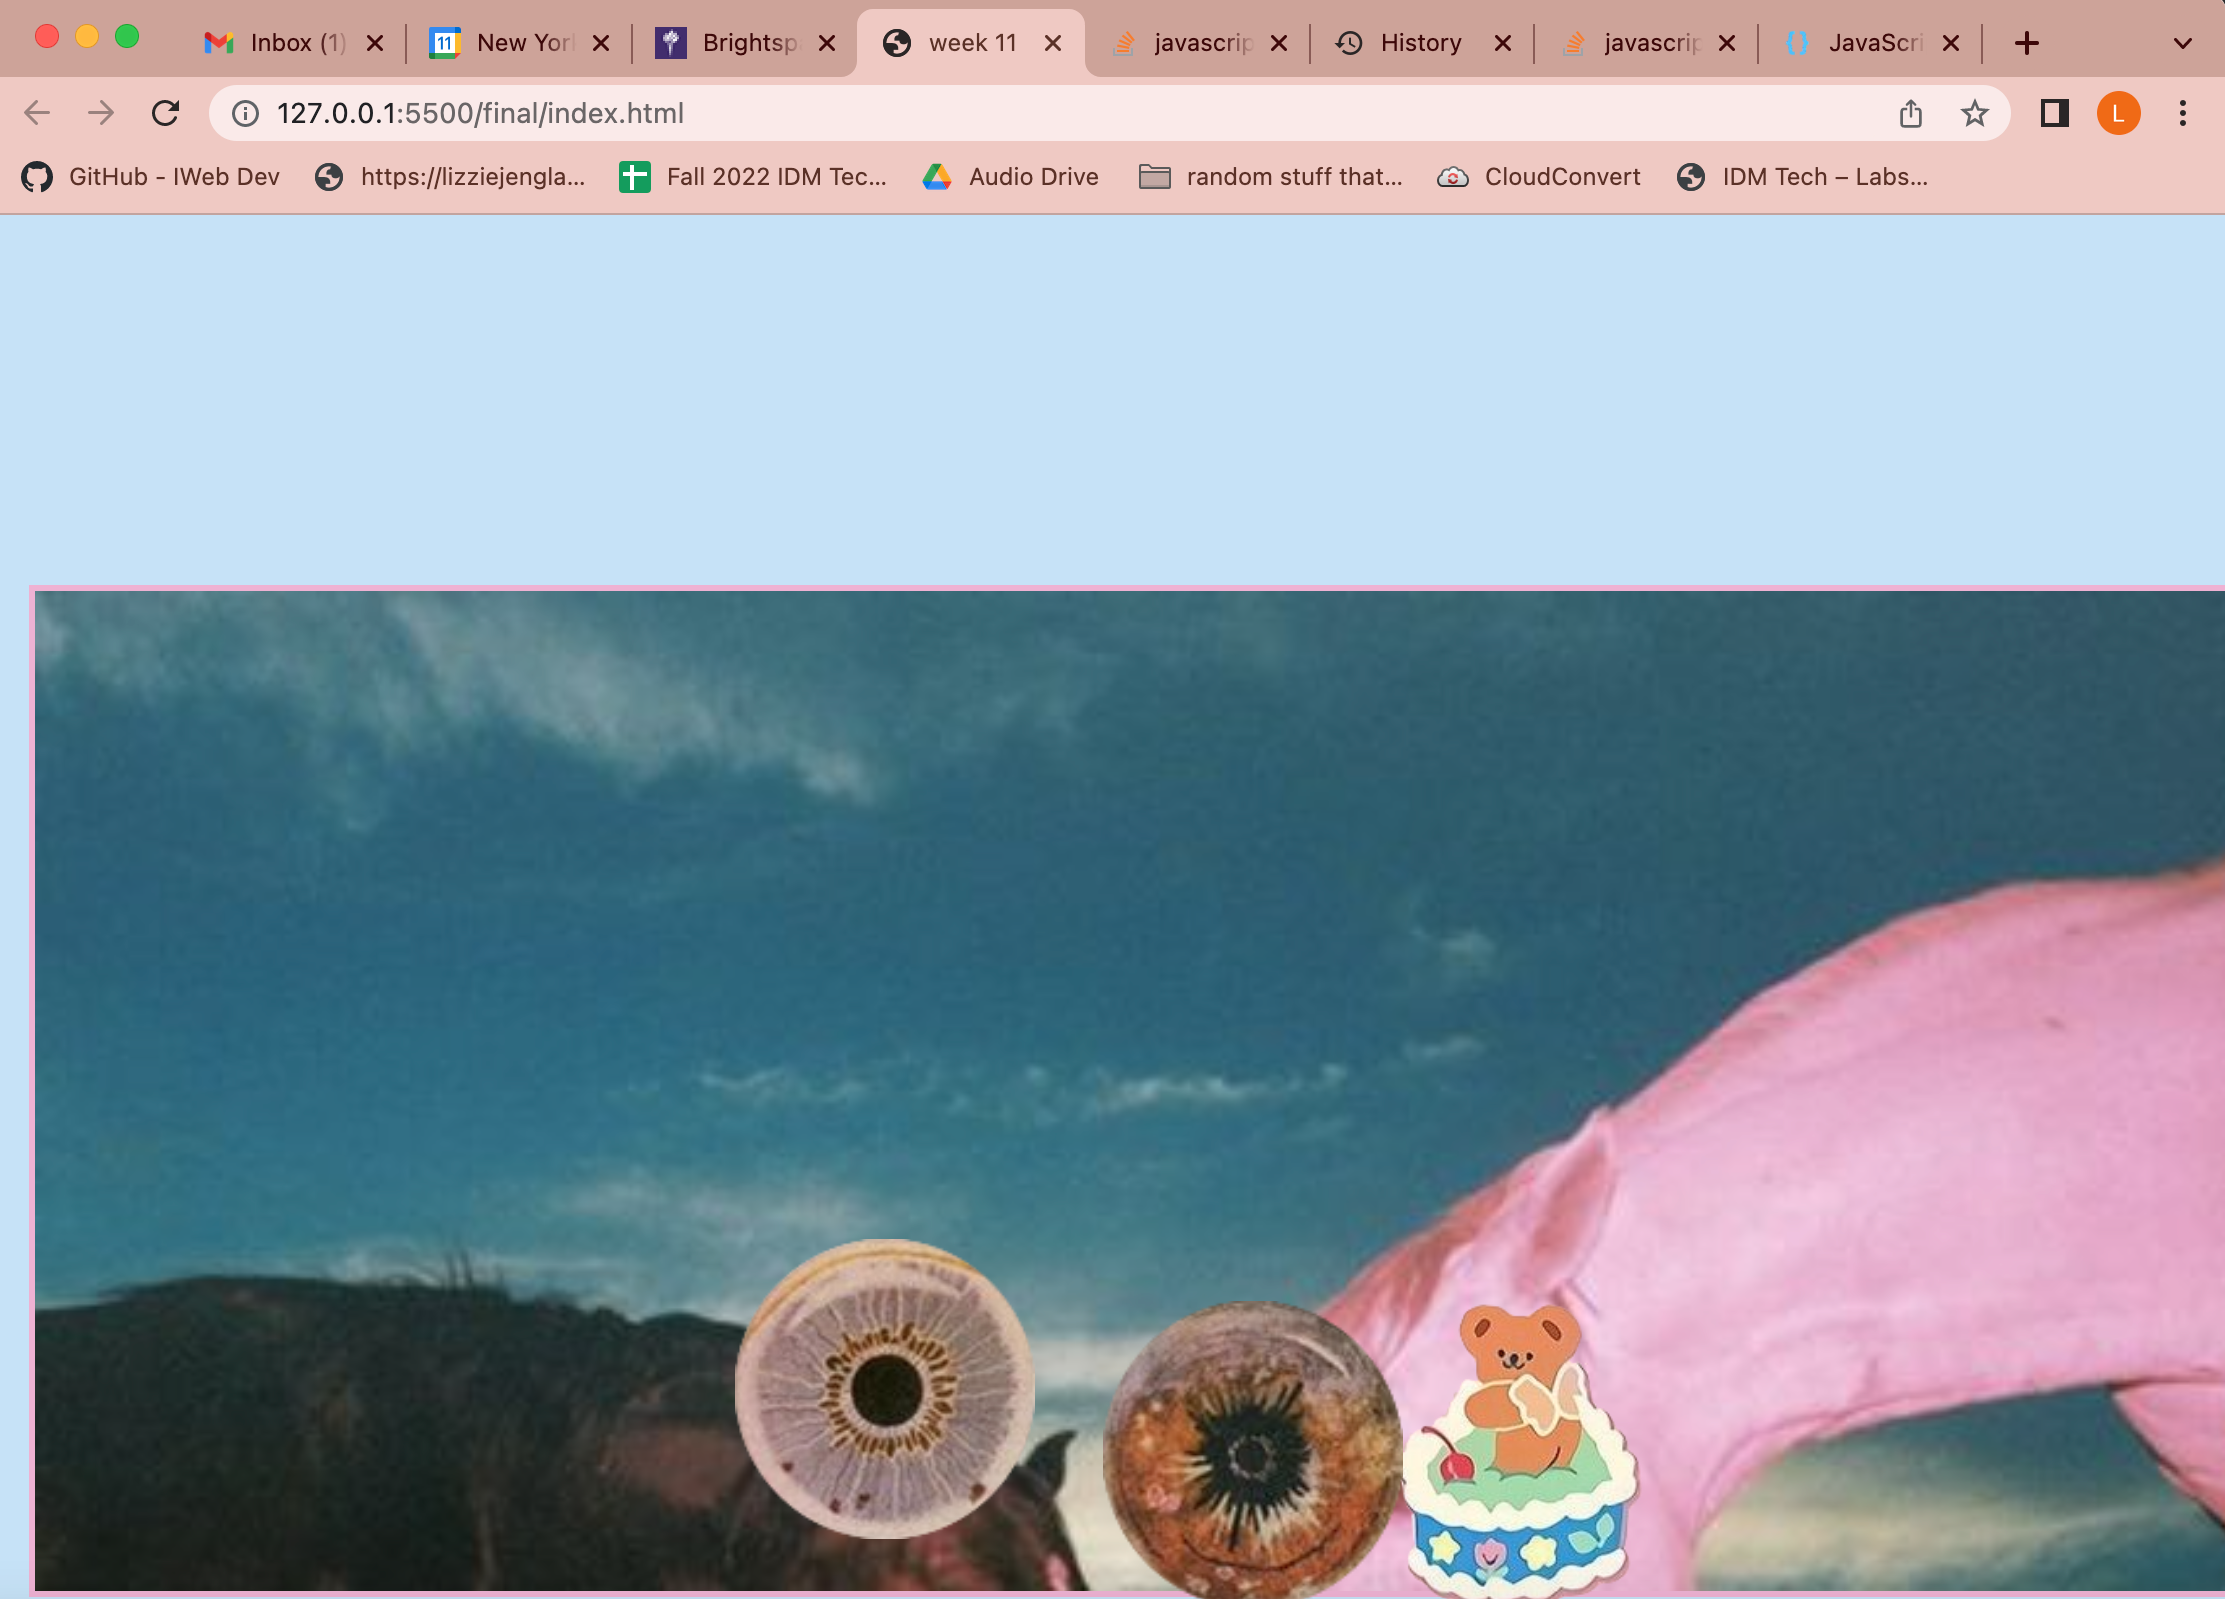 Inbox (1)
New Yor
Brightsp
week 11
javascrip
History
javascrip
JavaScri
127.0.0.1:5500/final/index.html
L
GitHub - IWeb Dev
https://lizziejengla...
Fall 2022 IDM Tec...
Audio Drive
random stuff that...
CloudConvert
IDM Tech – Labs...
11